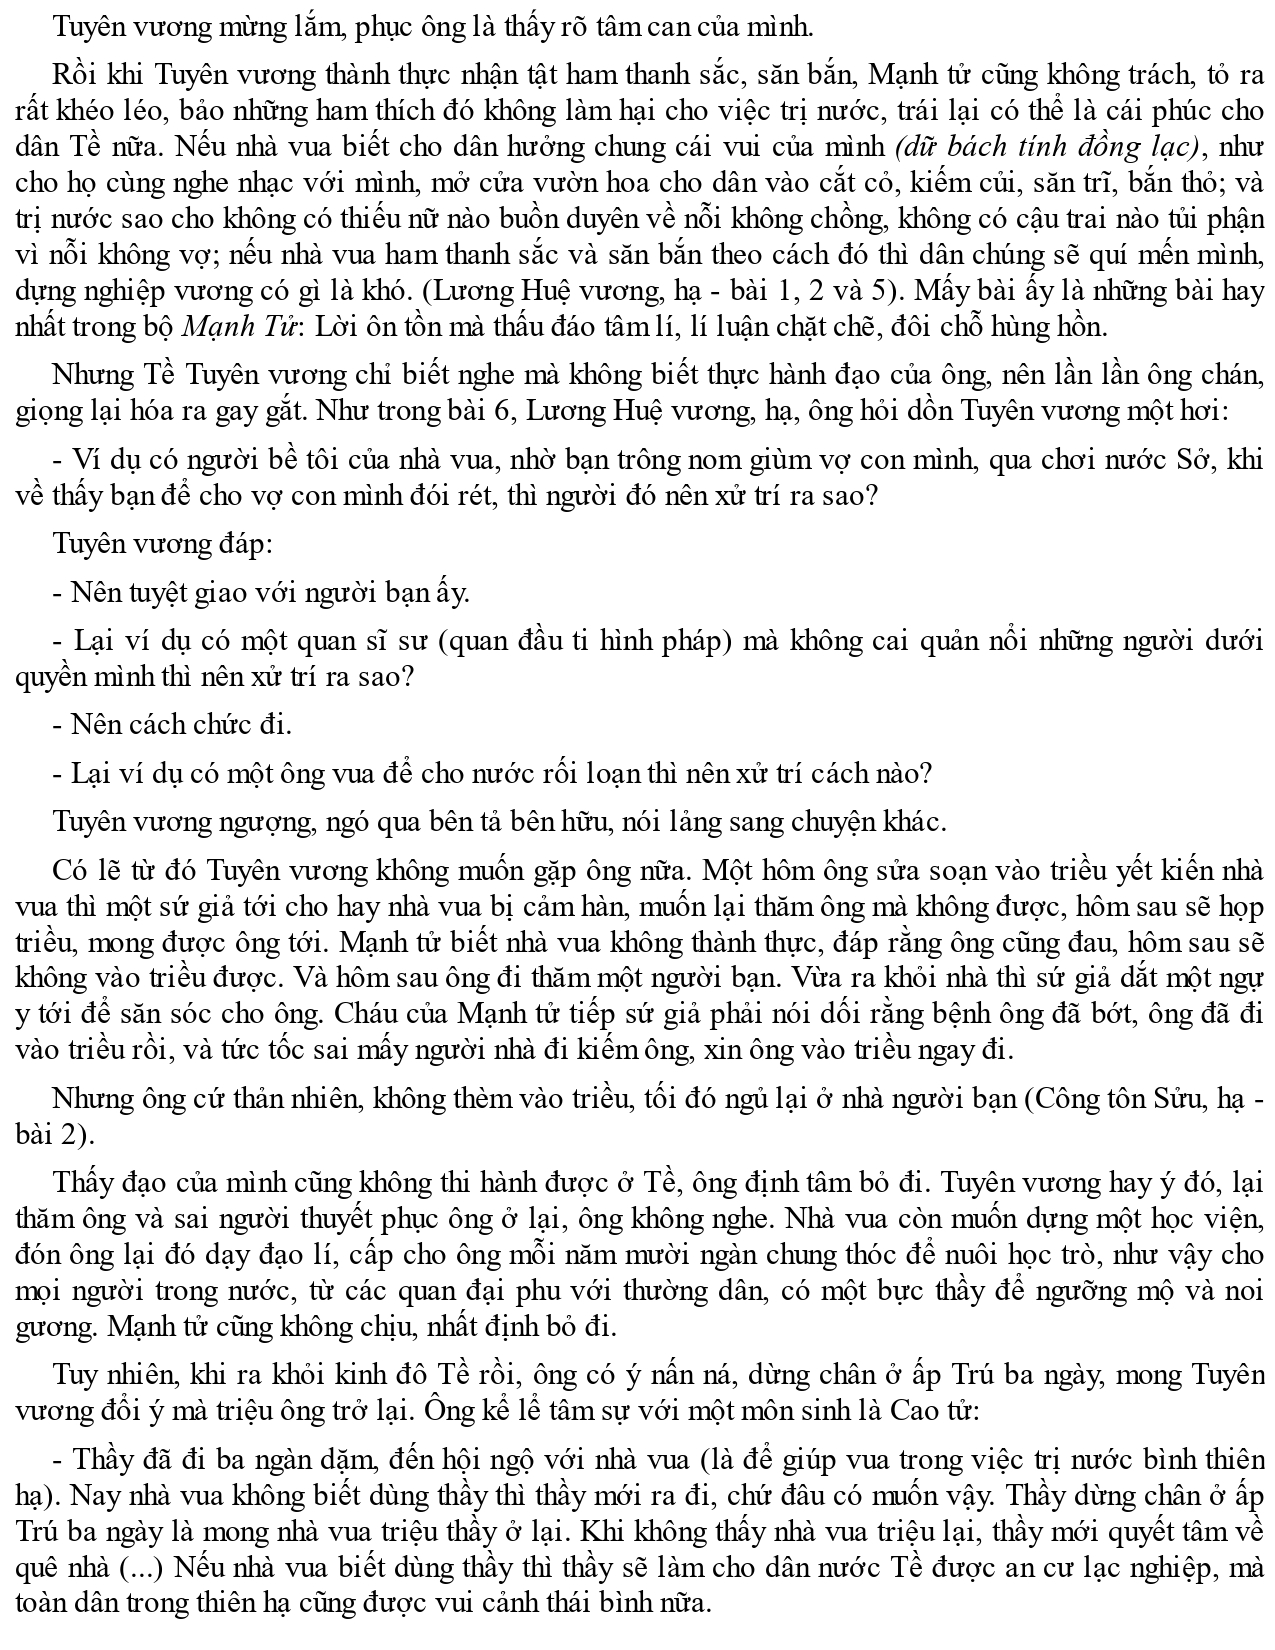 Tuyên vương mừng lắm, phục ông là thấy rõ tâm can của mình.
Rồi khi Tuyên vương thành thực nhận tật ham thanh sắc, săn bắn, Mạnh tử cũng không trách, tỏ ra
rất khéo léo, bảo những ham thích đó không làm hại cho việc trị nước, trái lại có thể là cái phúc cho
dân Tề nữa. Nếu nhà vua biết cho dân hưởng chung cái vui của mình (dữ bách tính đồng lạc), như
cho họ cùng nghe nhạc với mình, mở cửa vườn hoa cho dân vào cắt cỏ, kiếm củi, săn trĩ, bắn thỏ; và
trị nước sao cho không có thiếu nữ nào buồn duyên về nỗi không chồng, không có cậu trai nào tủi phận
vì nỗi không vợ; nếu nhà vua ham thanh sắc và săn bắn theo cách đó thì dân chúng sẽ quí mến mình,
dựng nghiệp vương có gì là khó. (Lương Huệ vương, hạ - bài 1, 2 và 5). Mấy bài ấy là những bài hay
nhất trong bộ Mạnh Tử: Lời ôn tồn mà thấu đáo tâm lí, lí luận chặt chẽ, đôi chỗ hùng hồn.
Nhưng Tề Tuyên vương chỉ biết nghe mà không biết thực hành đạo của ông, nên lần lần ông chán,
giọng lại hóa ra gay gắt. Như trong bài 6, Lương Huệ vương, hạ, ông hỏi dồn Tuyên vương một hơi:
- Ví dụ có người bề tôi của nhà vua, nhờ bạn trông nom giùm vợ con mình, qua chơi nước Sở, khi
về thấy bạn để cho vợ con mình đói rét, thì người đó nên xử trí ra sao?
Tuyên vương đáp:
- Nên tuyệt giao với người bạn ấy.
- Lại ví dụ có một quan sĩ sư (quan đầu ti hình pháp) mà không cai quản nổi những người dưới
quyền mình thì nên xử trí ra sao?
- Nên cách chức đi.
- Lại ví dụ có một ông vua để cho nước rối loạn thì nên xử trí cách nào?
Tuyên vương ngượng, ngó qua bên tả bên hữu, nói lảng sang chuyện khác.
Có lẽ từ đó Tuyên vương không muốn gặp ông nữa. Một hôm ông sửa soạn vào triều yết kiến nhà
vua thì một sứ giả tới cho hay nhà vua bị cảm hàn, muốn lại thăm ông mà không được, hôm sau sẽ họp
triều, mong được ông tới. Mạnh tử biết nhà vua không thành thực, đáp rằng ông cũng đau, hôm sau sẽ
không vào triều được. Và hôm sau ông đi thăm một người bạn. Vừa ra khỏi nhà thì sứ giả dắt một ngự
y tới để săn sóc cho ông. Cháu của Mạnh tử tiếp sứ giả phải nói dối rằng bệnh ông đã bớt, ông đã đi
vào triều rồi, và tức tốc sai mấy người nhà đi kiếm ông, xin ông vào triều ngay đi.
Nhưng ông cứ thản nhiên, không thèm vào triều, tối đó ngủ lại ở nhà người bạn (Công tôn Sửu, hạ -
bài 2).
Thấy đạo của mình cũng không thi hành được ở Tề, ông định tâm bỏ đi. Tuyên vương hay ý đó, lại
thăm ông và sai người thuyết phục ông ở lại, ông không nghe. Nhà vua còn muốn dựng một học viện,
đón ông lại đó dạy đạo lí, cấp cho ông mỗi năm mười ngàn chung thóc để nuôi học trò, như vậy cho
mọi người trong nước, từ các quan đại phu với thường dân, có một bực thầy để ngưỡng mộ và noi
gương. Mạnh tử cũng không chịu, nhất định bỏ đi.
Tuy nhiên, khi ra khỏi kinh đô Tề rồi, ông có ý nấn ná, dừng chân ở ấp Trú ba ngày, mong Tuyên
vương đổi ý mà triệu ông trở lại. Ông kể lể tâm sự với một môn sinh là Cao tử:
- Thầy đã đi ba ngàn dặm, đến hội ngộ với nhà vua (là để giúp vua trong việc trị nước bình thiên
hạ). Nay nhà vua không biết dùng thầy thì thầy mới ra đi, chứ đâu có muốn vậy. Thầy dừng chân ở ấp
Trú ba ngày là mong nhà vua triệu thầy ở lại. Khi không thấy nhà vua triệu lại, thầy mới quyết tâm về
quê nhà (...) Nếu nhà vua biết dùng thầy thì thầy sẽ làm cho dân nước Tề được an cư lạc nghiệp, mà
toàn dân trong thiên hạ cũng được vui cảnh thái bình nữa.